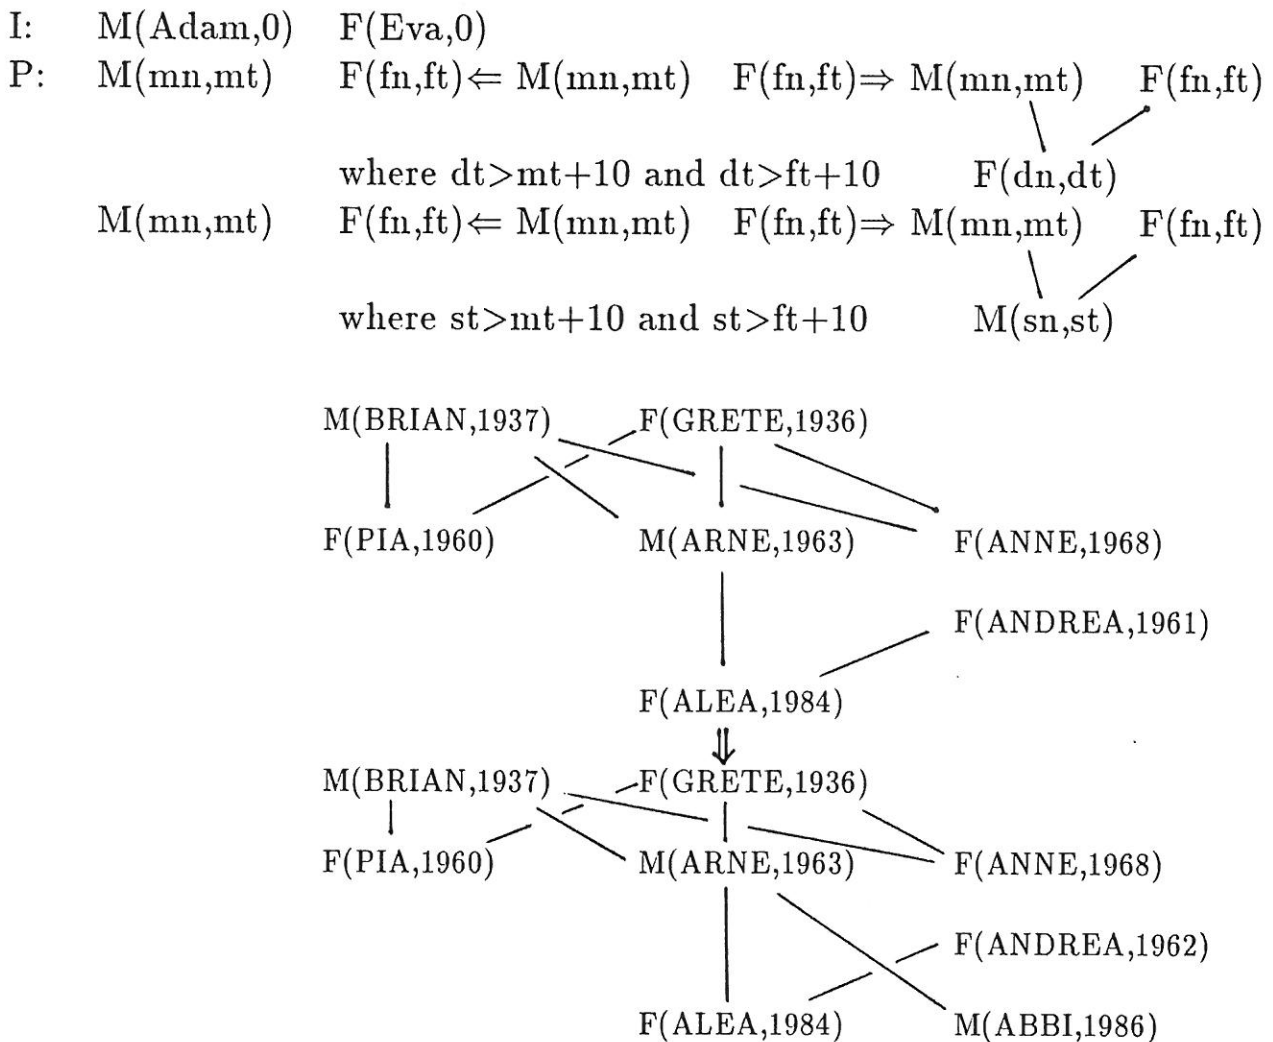 I: M(Adam,0) F(Eva,0)
P: M(mn,mt) F(fn,ft)⇐ M(mn,mt) F(fn,ft)⇒ M(mn,mt) F(fn,ft)
where dt>mt+10 and dt>ft+10 F(dn,dt)
M(mn,mt) F(fn,ft)⇐ M(mn,mt) F(fn,ft)⇒ M(mn,mt) F(fn,ft)
where st>mt+10 and st>ft+10 M(sn,st)
M(BRIAN,1937) F(GRETE,1936)
F(PIA,1960) M(ARNE,1963) F(ANNE,1968)
F(ANDREA,1961)
F(ALEA,1984)
⇓
M(BRIAN,1937) F(GRETE,1936)
F(PIA,1960) M(ARNE,1963) F(ANNE,1968)
F(ANDREA,1962)
F(ALEA,1984) M(ABBI,1986)